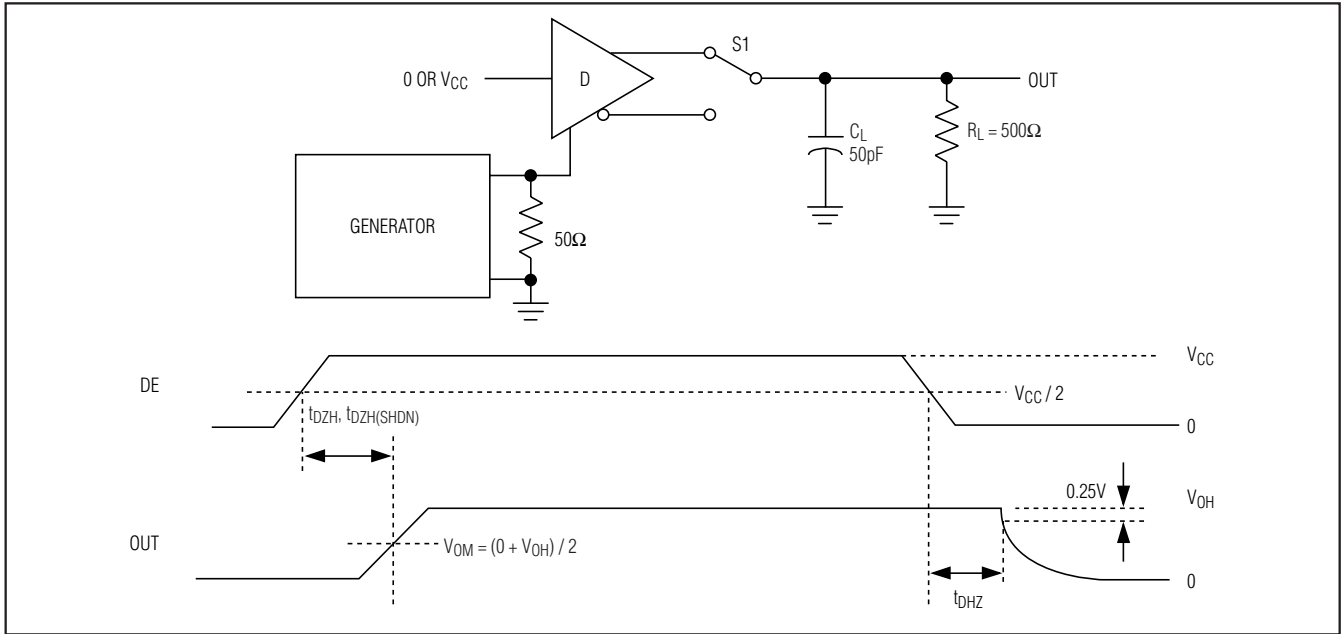 S1
0 OR VCC
D
OUT
CL
50pF
RL = 500Ω
GENERATOR
50Ω
VCC
DE
VCC / 2
tDZH, tDZH(SHDN)
0
0.25V
VOH
OUT
VOM = (0 + VOH) / 2
0
tDHZ